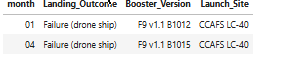 month Landing_Outcome Booster_Version Launch_Site
01 Failure (drone ship) F9 v1.1 B1012 CCAFS LC-40
04 Failure (drone ship) F9 v1.1 B1015 CCAFS LC-40